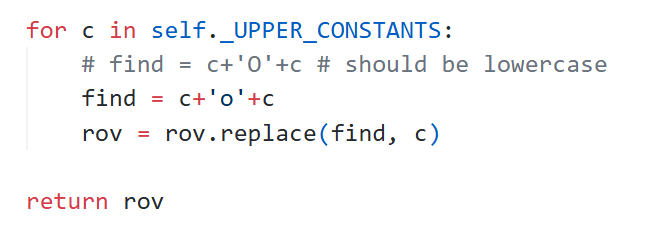 for c in self._UPPER_CONSTANTS:
    # find = c+'O'+c # should be lowercase
    find = c+'o'+c
    rov = rov.replace(find, c)
return rov